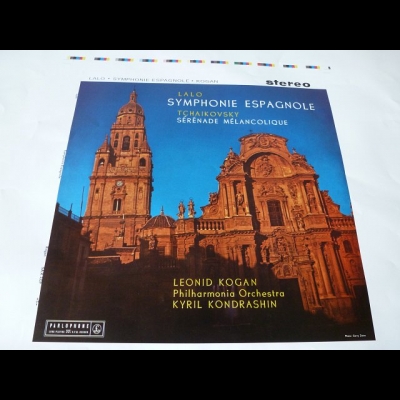 LALO • SYMPHONIE ESPAGNOLE • KOGAN
stereo
LALO
SYMPHONIE ESPAGNOLE
TCHAIKOVSKY
SÉRÉNADE MÉLANCOLIQUE
LEONID KOGAN
Philharmonia Orchestra
KYRIL KONDRASHIN
PARLOPHONE